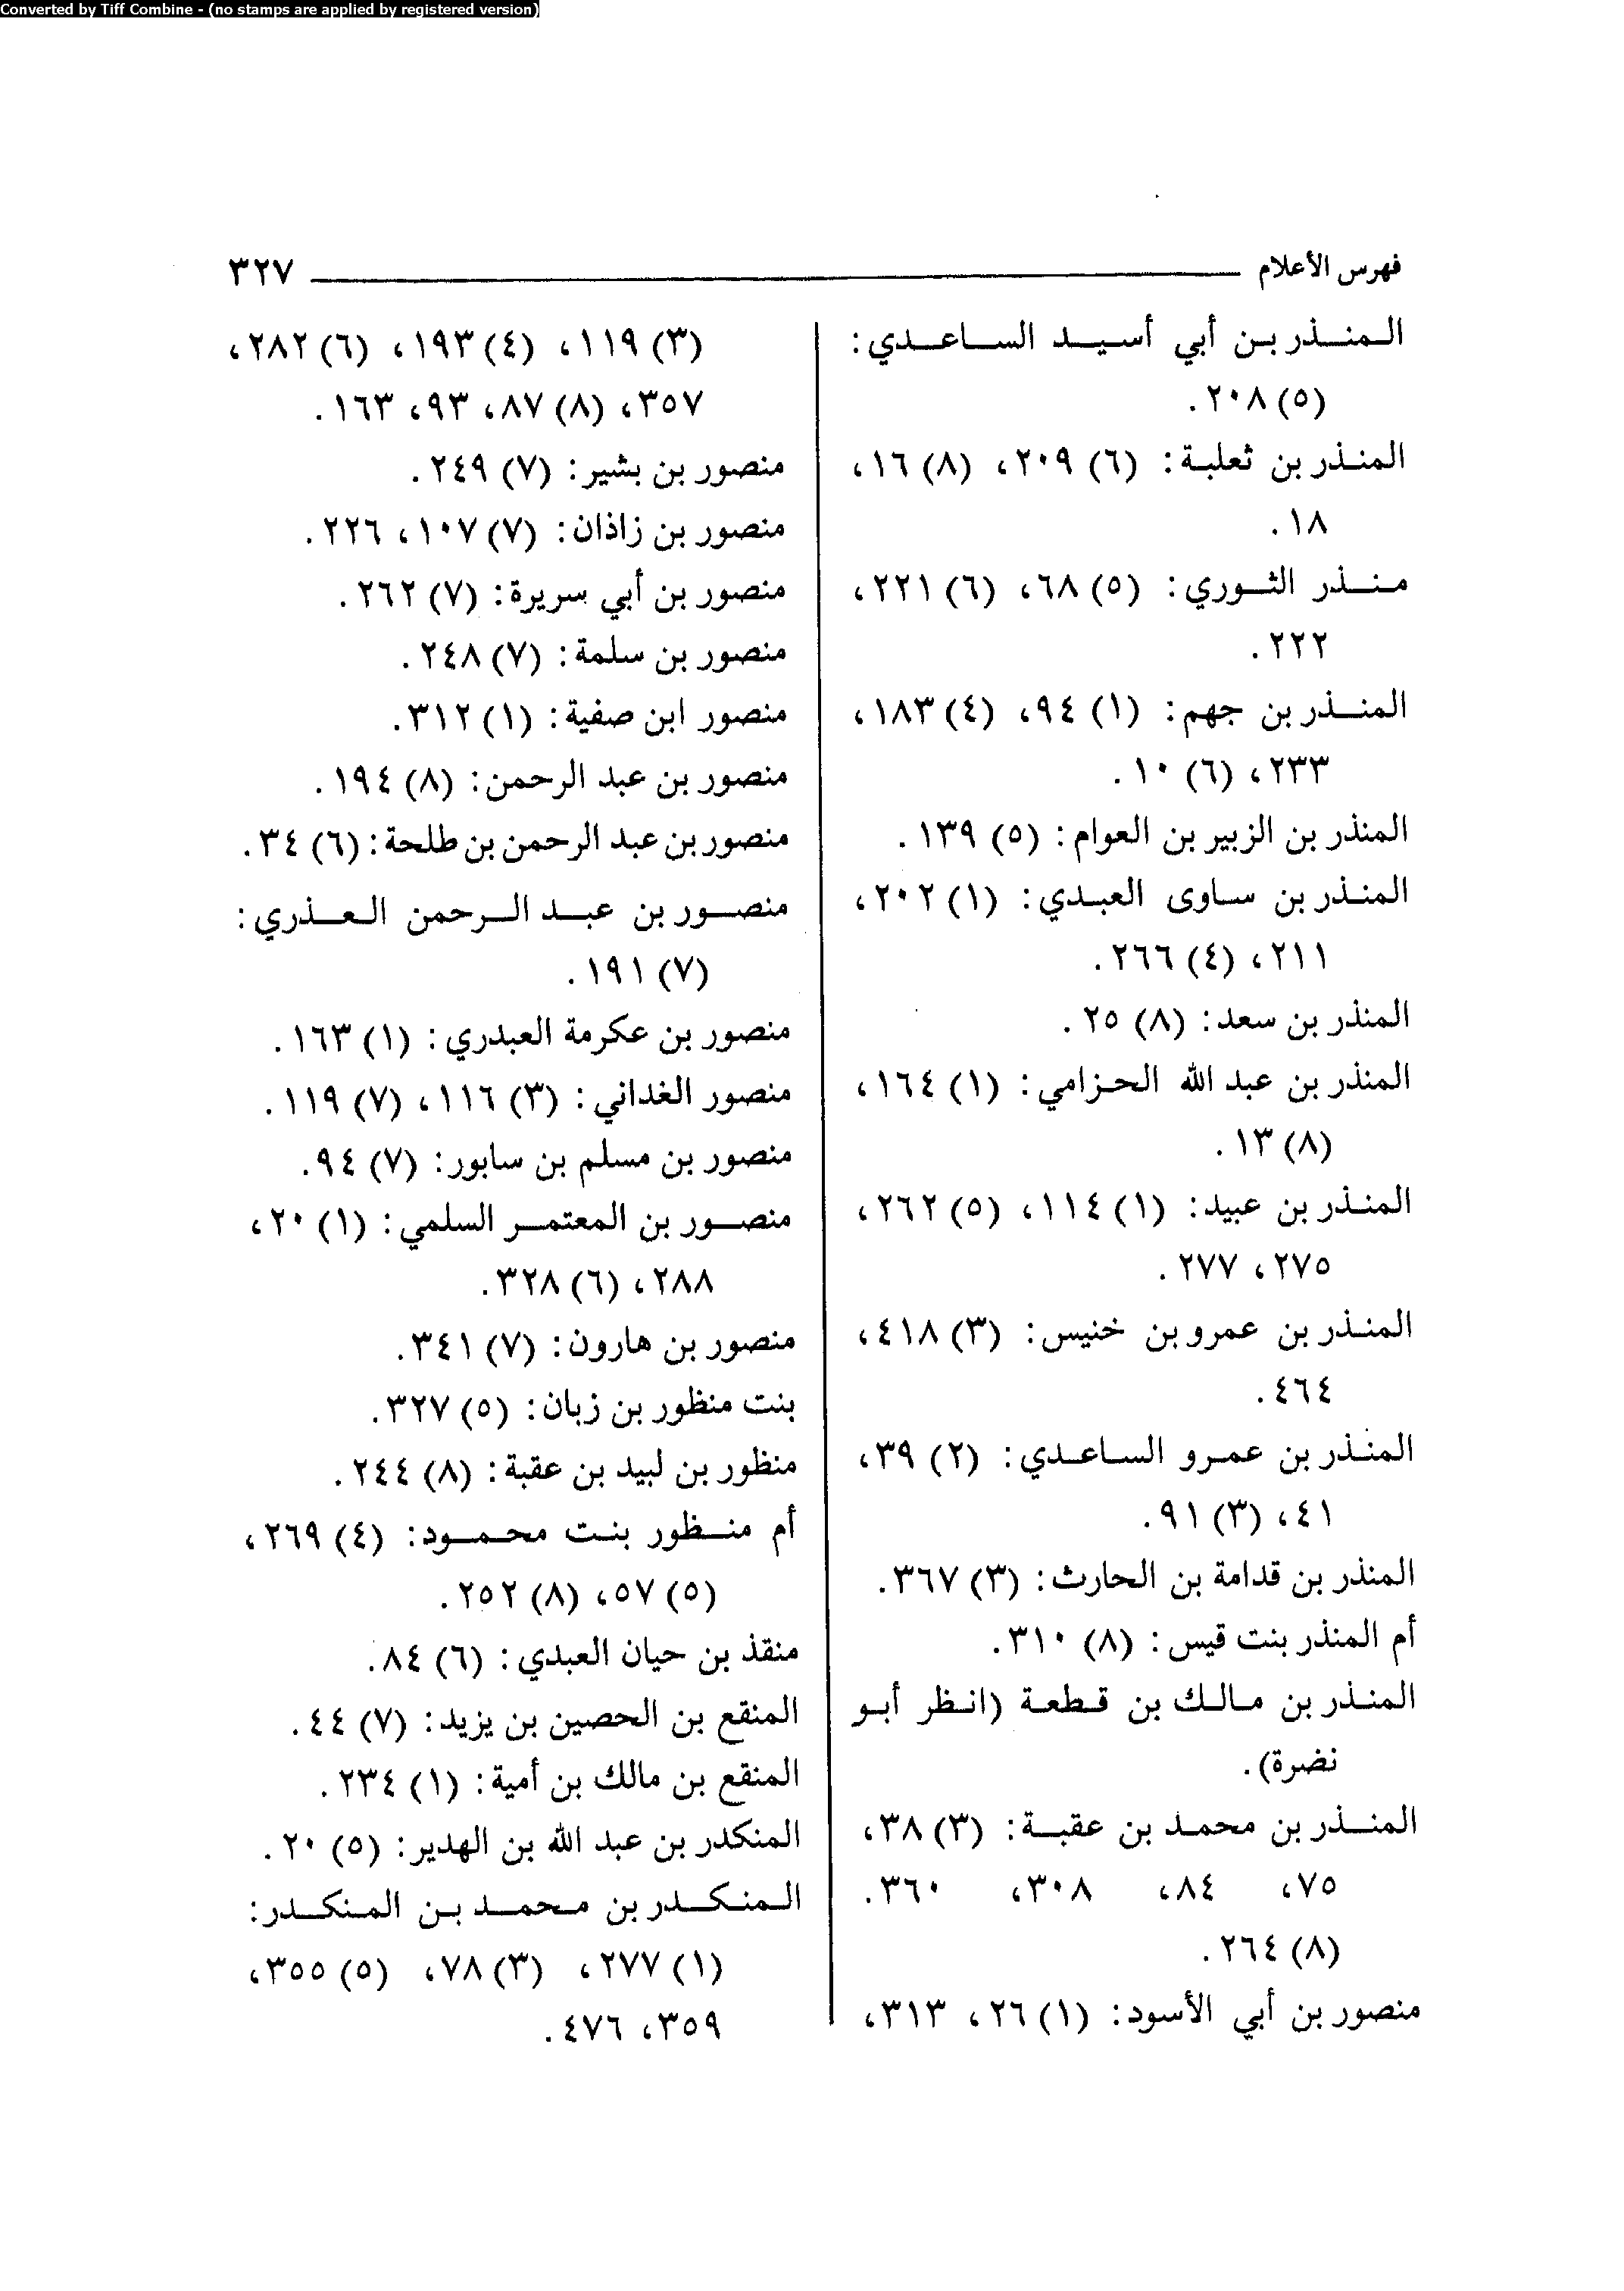 Converted by Tiff Combine - (no stamps are applied by registered version)
فهرس الأعلام ٣٢٧
المنذر بن أبي أسيد الساعدي:
(٥) ٢٠٨.
المنذر بن ثعلبة: (٦) ٢٠٩، (٨) ١٦،
١٨.
منذر الثوري: (٥) ٦٨، (٦) ٢٢١،
٢٢٢.
المنذر بن جهم: (١) ٩٤، (٤) ١٨٣،
٢٣٣، (٦) ١٠.
المنذر بن الزبير بن العوام: (٥) ١٣٩.
المنذر بن ساوى العبدي: (١) ٢٠٢،
٢١١، (٤) ٢٦٦.
المنذر بن سعد: (٨) ٢٥.
المنذر بن عبد الله الحزامي: (١) ١٦٤،
(٨) ١٣.
المنذر بن عبيد: (١) ١١٤، (٥) ٢٦٢،
٢٧٥، ٢٧٧.
المنذر بن عمرو بن خنيس: (٣) ٤١٨،
٤٦٤.
المنذر بن عمرو الساعدي: (٢) ٣٩،
٤١، (٣) ٩١.
المنذر بن قدامة بن الحارث: (٣) ٣٦٧.
أم المنذر بنت قيس: (٨) ٣١٠.
المنذر بن مالك بن قطعة (انظر أبو
نضرة).
المنذر بن محمد بن عقبة: (٣) ٣٨،
٧٥، ٨٤، ٣٠٨، ٣٦٠.
(٨) ٢٦٤.
منصور بن أبي الأسود: (١) ٢٦، ٣١٣،
(٣) ١١٩، (٤) ١٩٣، (٦) ٢٨٢،
٣٥٧، (٨) ٨٧، ٩٣، ١٦٣.
منصور بن بشير: (٧) ٢٤٩.
منصور بن زاذان: (٧) ١٠٧، ٢٢٦.
منصور بن أبي سريرة: (٧) ٢٦٢.
منصور بن سلمة: (٧) ٢٤٨.
منصور ابن صفية: (١) ٣١٢.
منصور بن عبد الرحمن: (٨) ١٩٤.
منصور بن عبد الرحمن بن طلحة: (٦) ٣٤.
منصور بن عبد الرحمن العذري:
(٧) ١٩١.
منصور بن عكرمة العبدري: (١) ١٦٣.
منصور الغداني: (٣) ١١٦، (٧) ١١٩.
منصور بن مسلم بن سابور: (٧) ٩٤.
منصور بن المعتمر السلمي: (١) ٢٠،
٢٨٨، (٦) ٣٢٨.
منصور بن هارون: (٧) ٣٤١.
بنت منظور بن زبان: (٥) ٣٢٧.
منظور بن لبيد بن عقبة: (٨) ٢٤٤.
أم منظور بنت محمود: (٤) ٢٦٩،
(٥) ٥٧، (٨) ٢٥٢.
منقذ بن حيان العبدي: (٦) ٨٤.
المنقع بن الحصين بن يزيد: (٧) ٤٤.
المنقع بن مالك بن أمية: (١) ٢٣٤.
المنكدر بن عبد الله بن الهدير: (٥) ٢٠.
المنكدر بن محمد بن المنكدر:
(١) ٢٧٧، (٣) ٧٨، (٥) ٣٥٥،
٣٥٩، ٤٧٦.